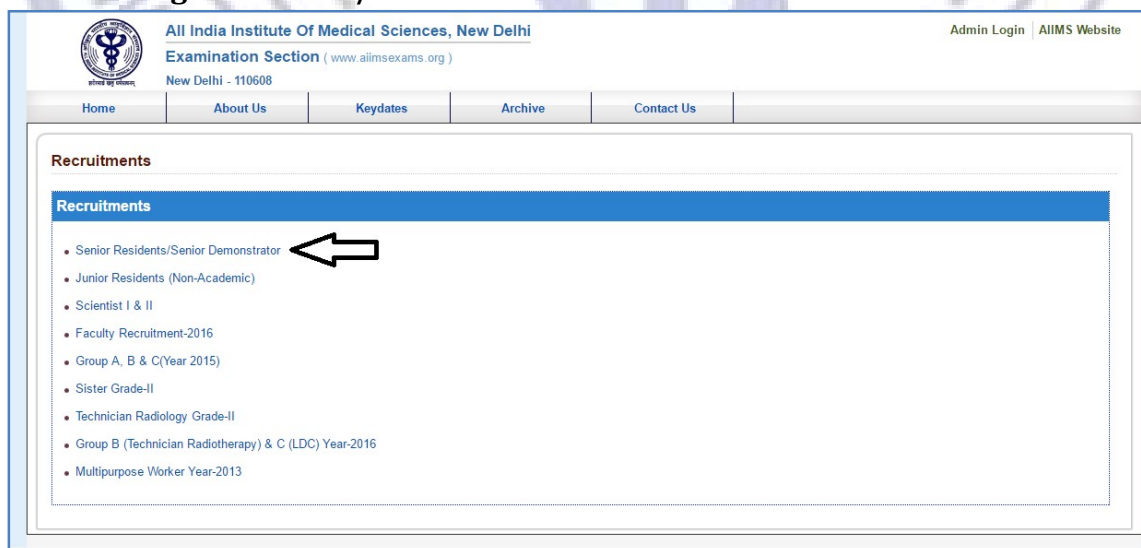 All India Institute Of Medical Sciences, New Delhi
Admin Login AIIMS Website
Examination Section ( www.aiimsexams.org )
New Delhi - 110608
Home About Us Keydates Archive Contact Us
Recruitments
Recruitments
Senior Residents/Senior Demonstrator
Junior Residents (Non-Academic)
Scientist I & II
Faculty Recruitment-2016
Group A, B & C(Year 2015)
Sister Grade-II
Technician Radiology Grade-II
Group B (Technician Radiotherapy) & C (LDC) Year-2016
Multipurpose Worker Year-2013